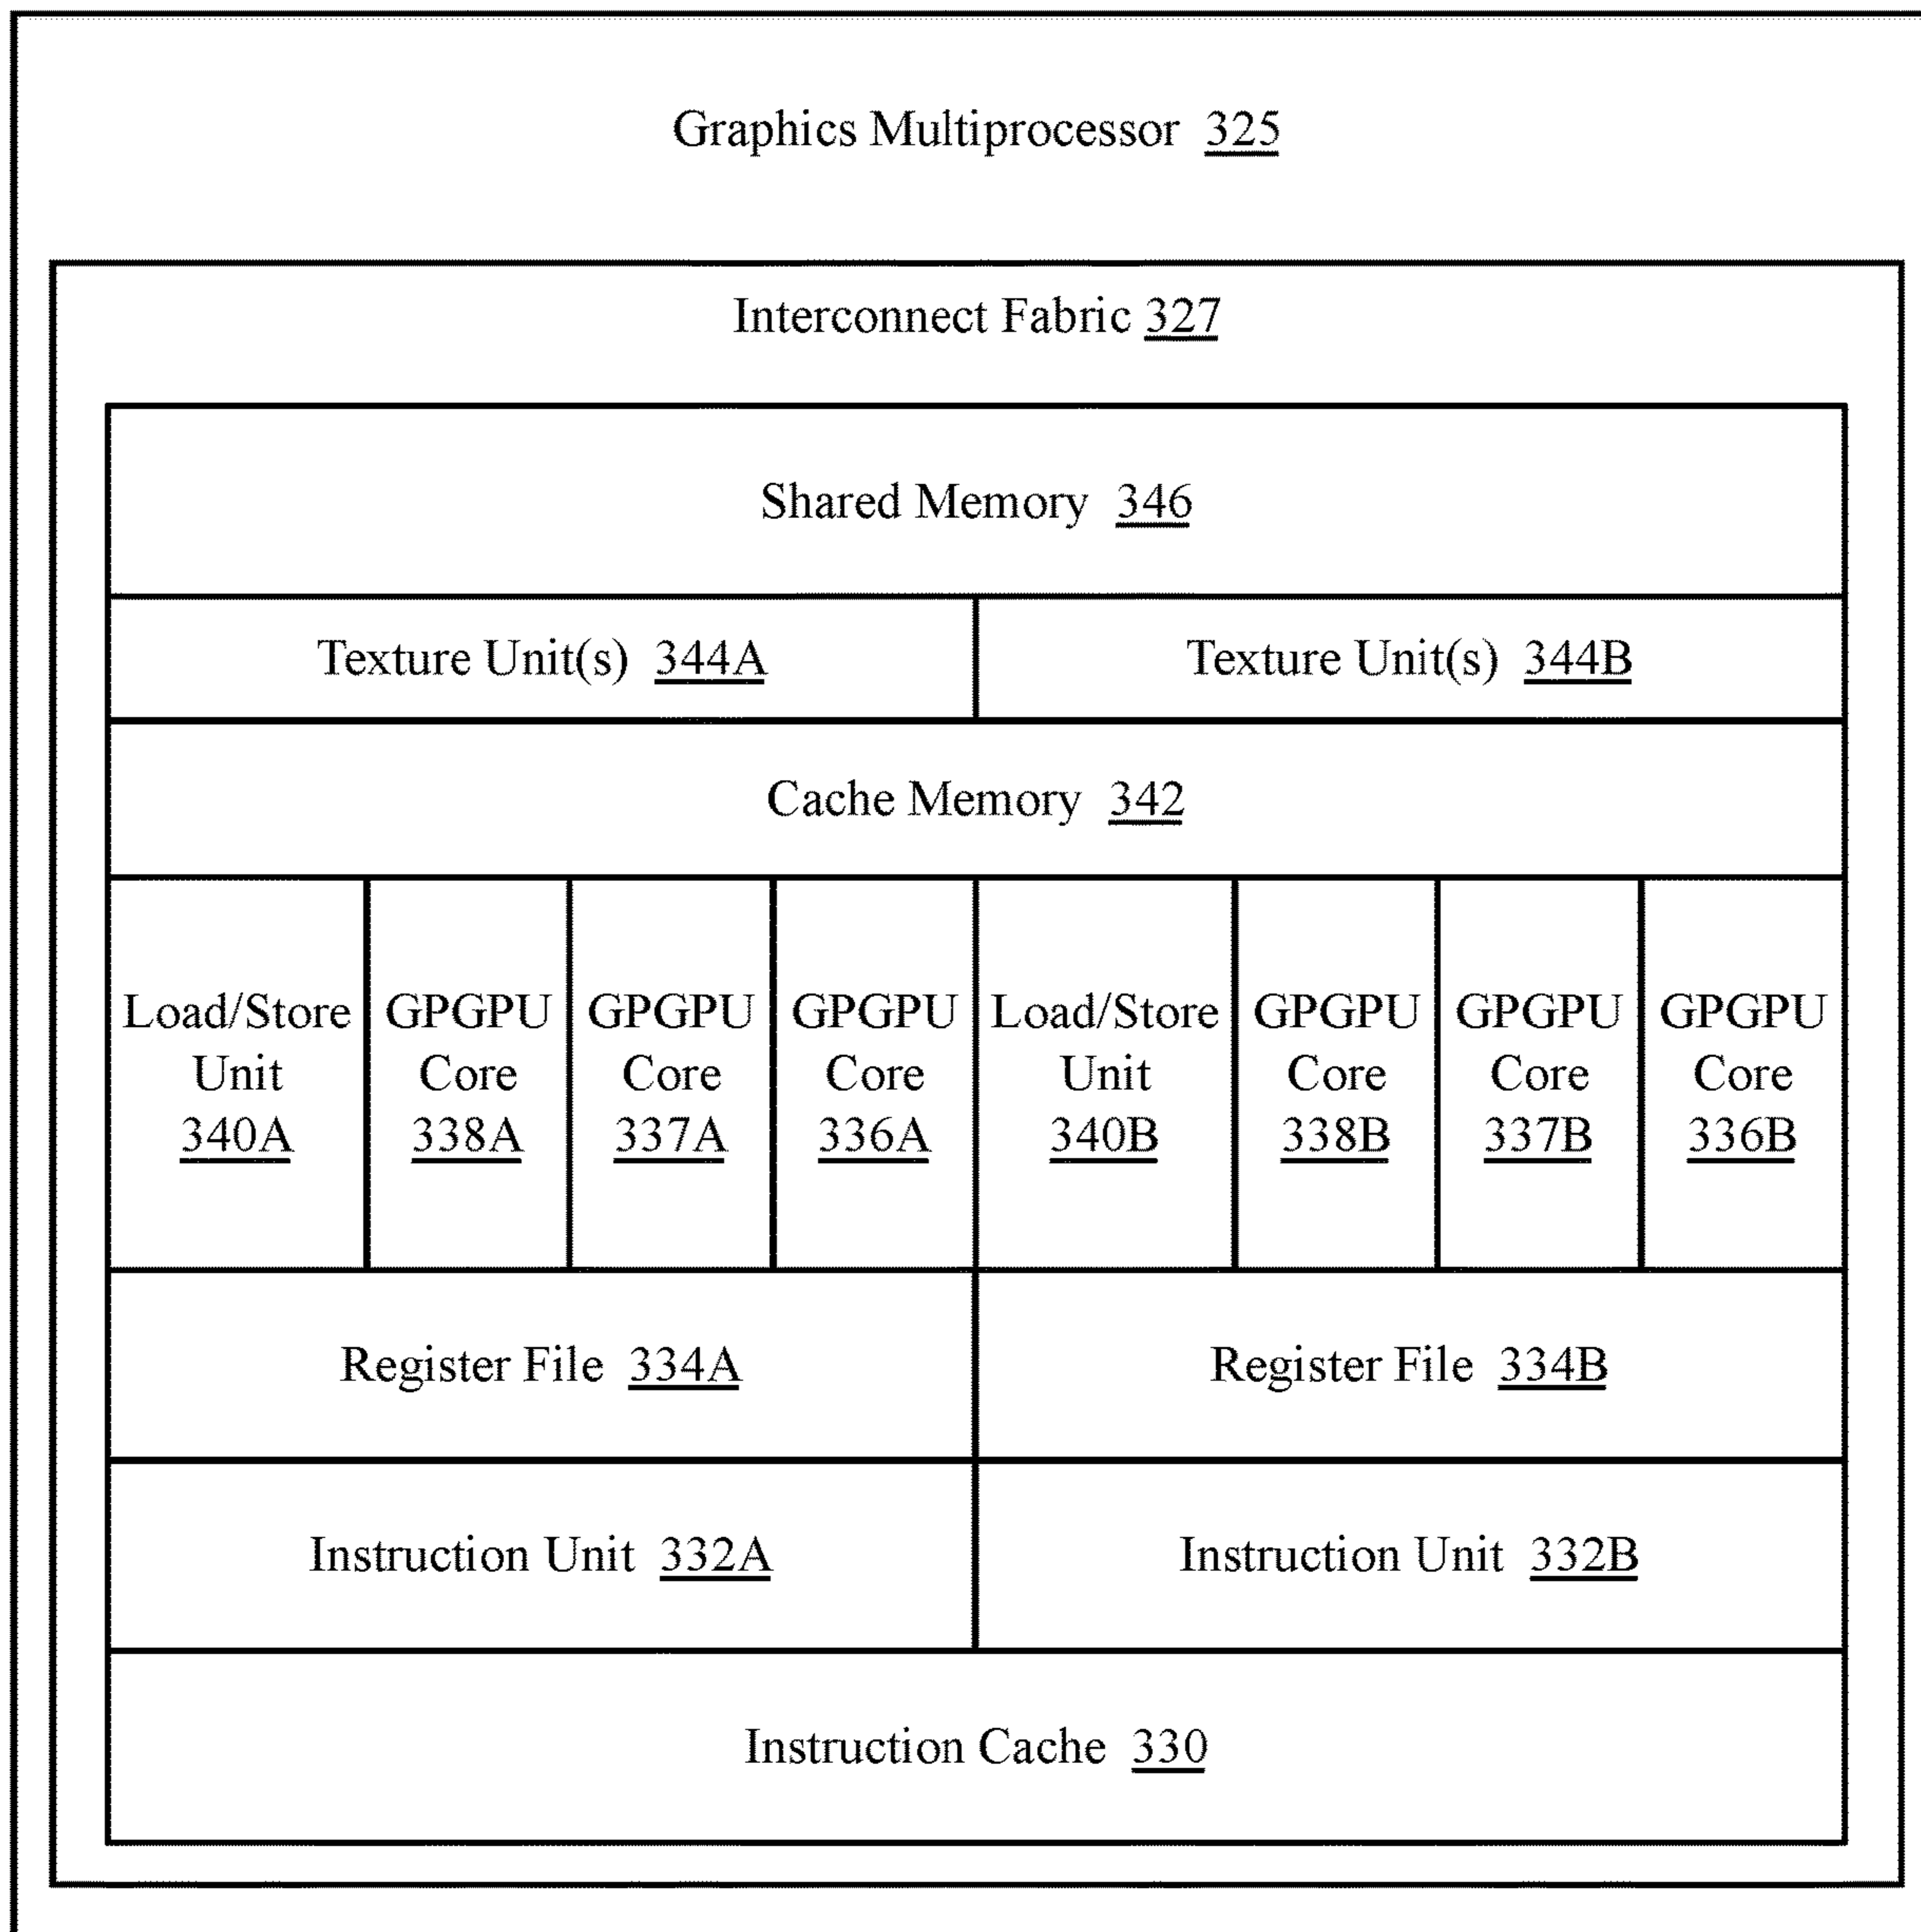 Graphics Multiprocessor 325
Interconnect Fabric 327
Shared Memory 346
Texture Unit(s) 344A
Texture Unit(s) 344B
Cache Memory 342
Load/Store
Unit
340A
GPGPU
Core
338A
GPGPU
Core
337A
GPGPU
Core
336A
Load/Store
Unit
340B
GPGPU
Core
338B
GPGPU
Core
337B
GPGPU
Core
336B
Register File 334A
Register File 334B
Instruction Unit 332A
Instruction Unit 332B
Instruction Cache 330